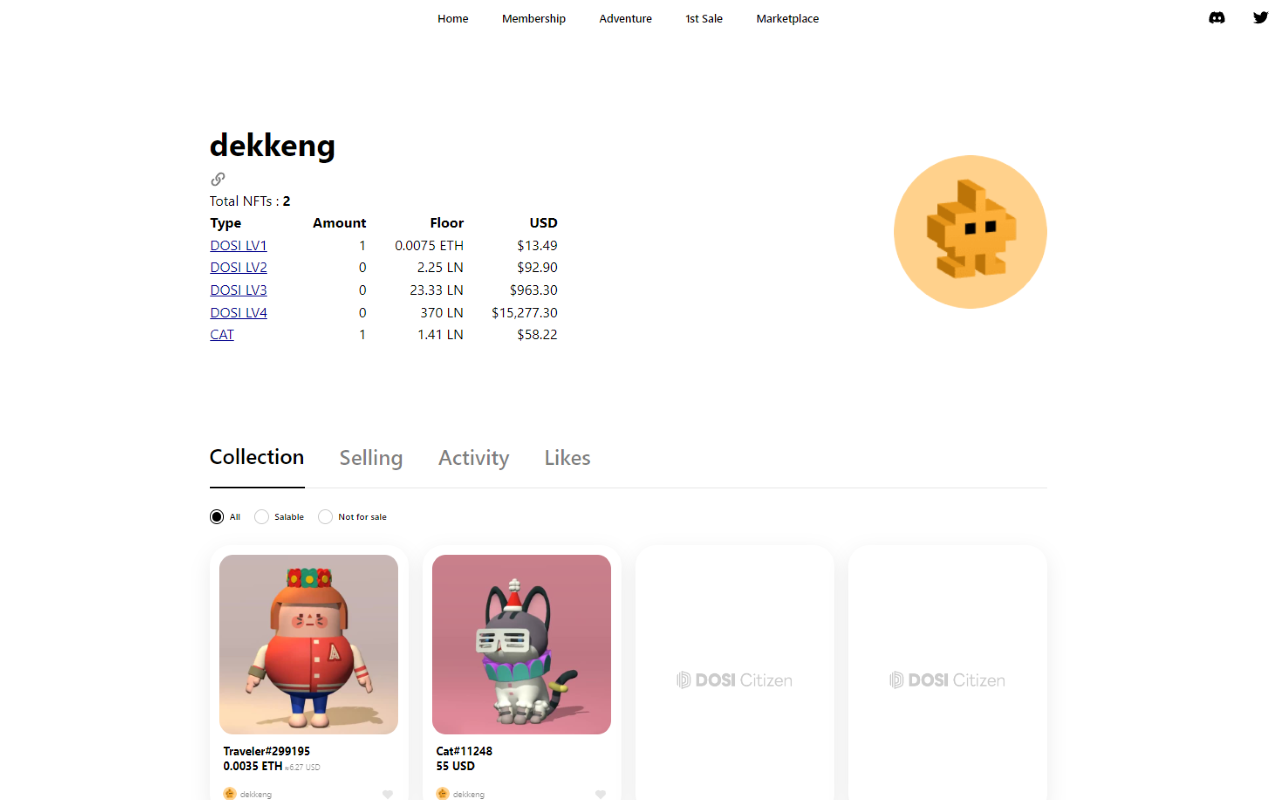 Home Membership Adventure 1st Sale Marketplace
dekkeng
Total NFTs : 2
Type Amount Floor USD
DOSI LV1 1 0.0075 ETH $13.49
DOSI LV2 0 2.25 LN $92.90
DOSI LV3 0 23.33 LN $963.30
DOSI LV4 0 370 LN $15,277.30
CAT 1 1.41 LN $58.22
Collection Selling Activity Likes
All Salable Not for sale
A
DOSI Citizen DOSI Citizen
Traveler#299195 Cat#11248
0.0035 ETH ≈6.27 USD 55 USD
dekkeng dekkeng